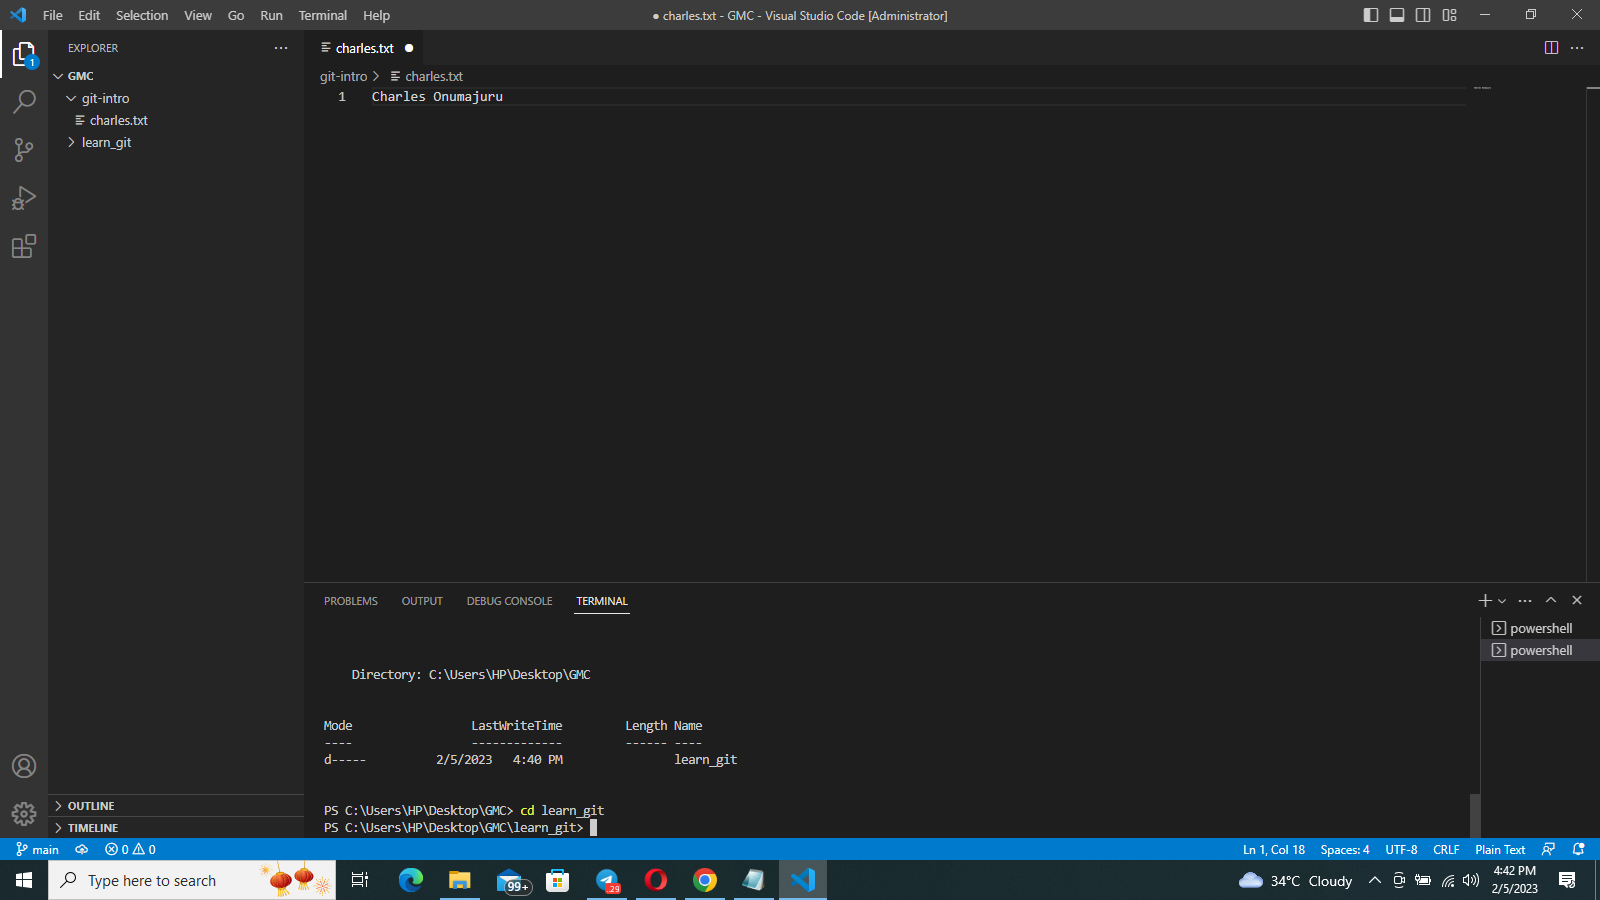 File Edit Selection View Go Run Terminal Help
● charles.txt - GMC - Visual Studio Code [Administrator]
EXPLORER
1
GMC
git-intro
charles.txt
learn_git
charles.txt
git-intro > charles.txt
1 Charles Onumajuru
PROBLEMS OUTPUT DEBUG CONSOLE TERMINAL
powershell
powershell
Directory: C:\Users\HP\Desktop\GMC
Mode LastWriteTime Length Name
---- ------------- ------ ----
d----- 2/5/2023 4:40 PM learn_git
PS C:\Users\HP\Desktop\GMC> cd learn_git
PS C:\Users\HP\Desktop\GMC\learn_git>
OUTLINE
TIMELINE
main 0 0 Ln 1, Col 18 Spaces: 4 UTF-8 CRLF Plain Text
Type here to search
99+
.29
34°C Cloudy
4:42 PM
2/5/2023